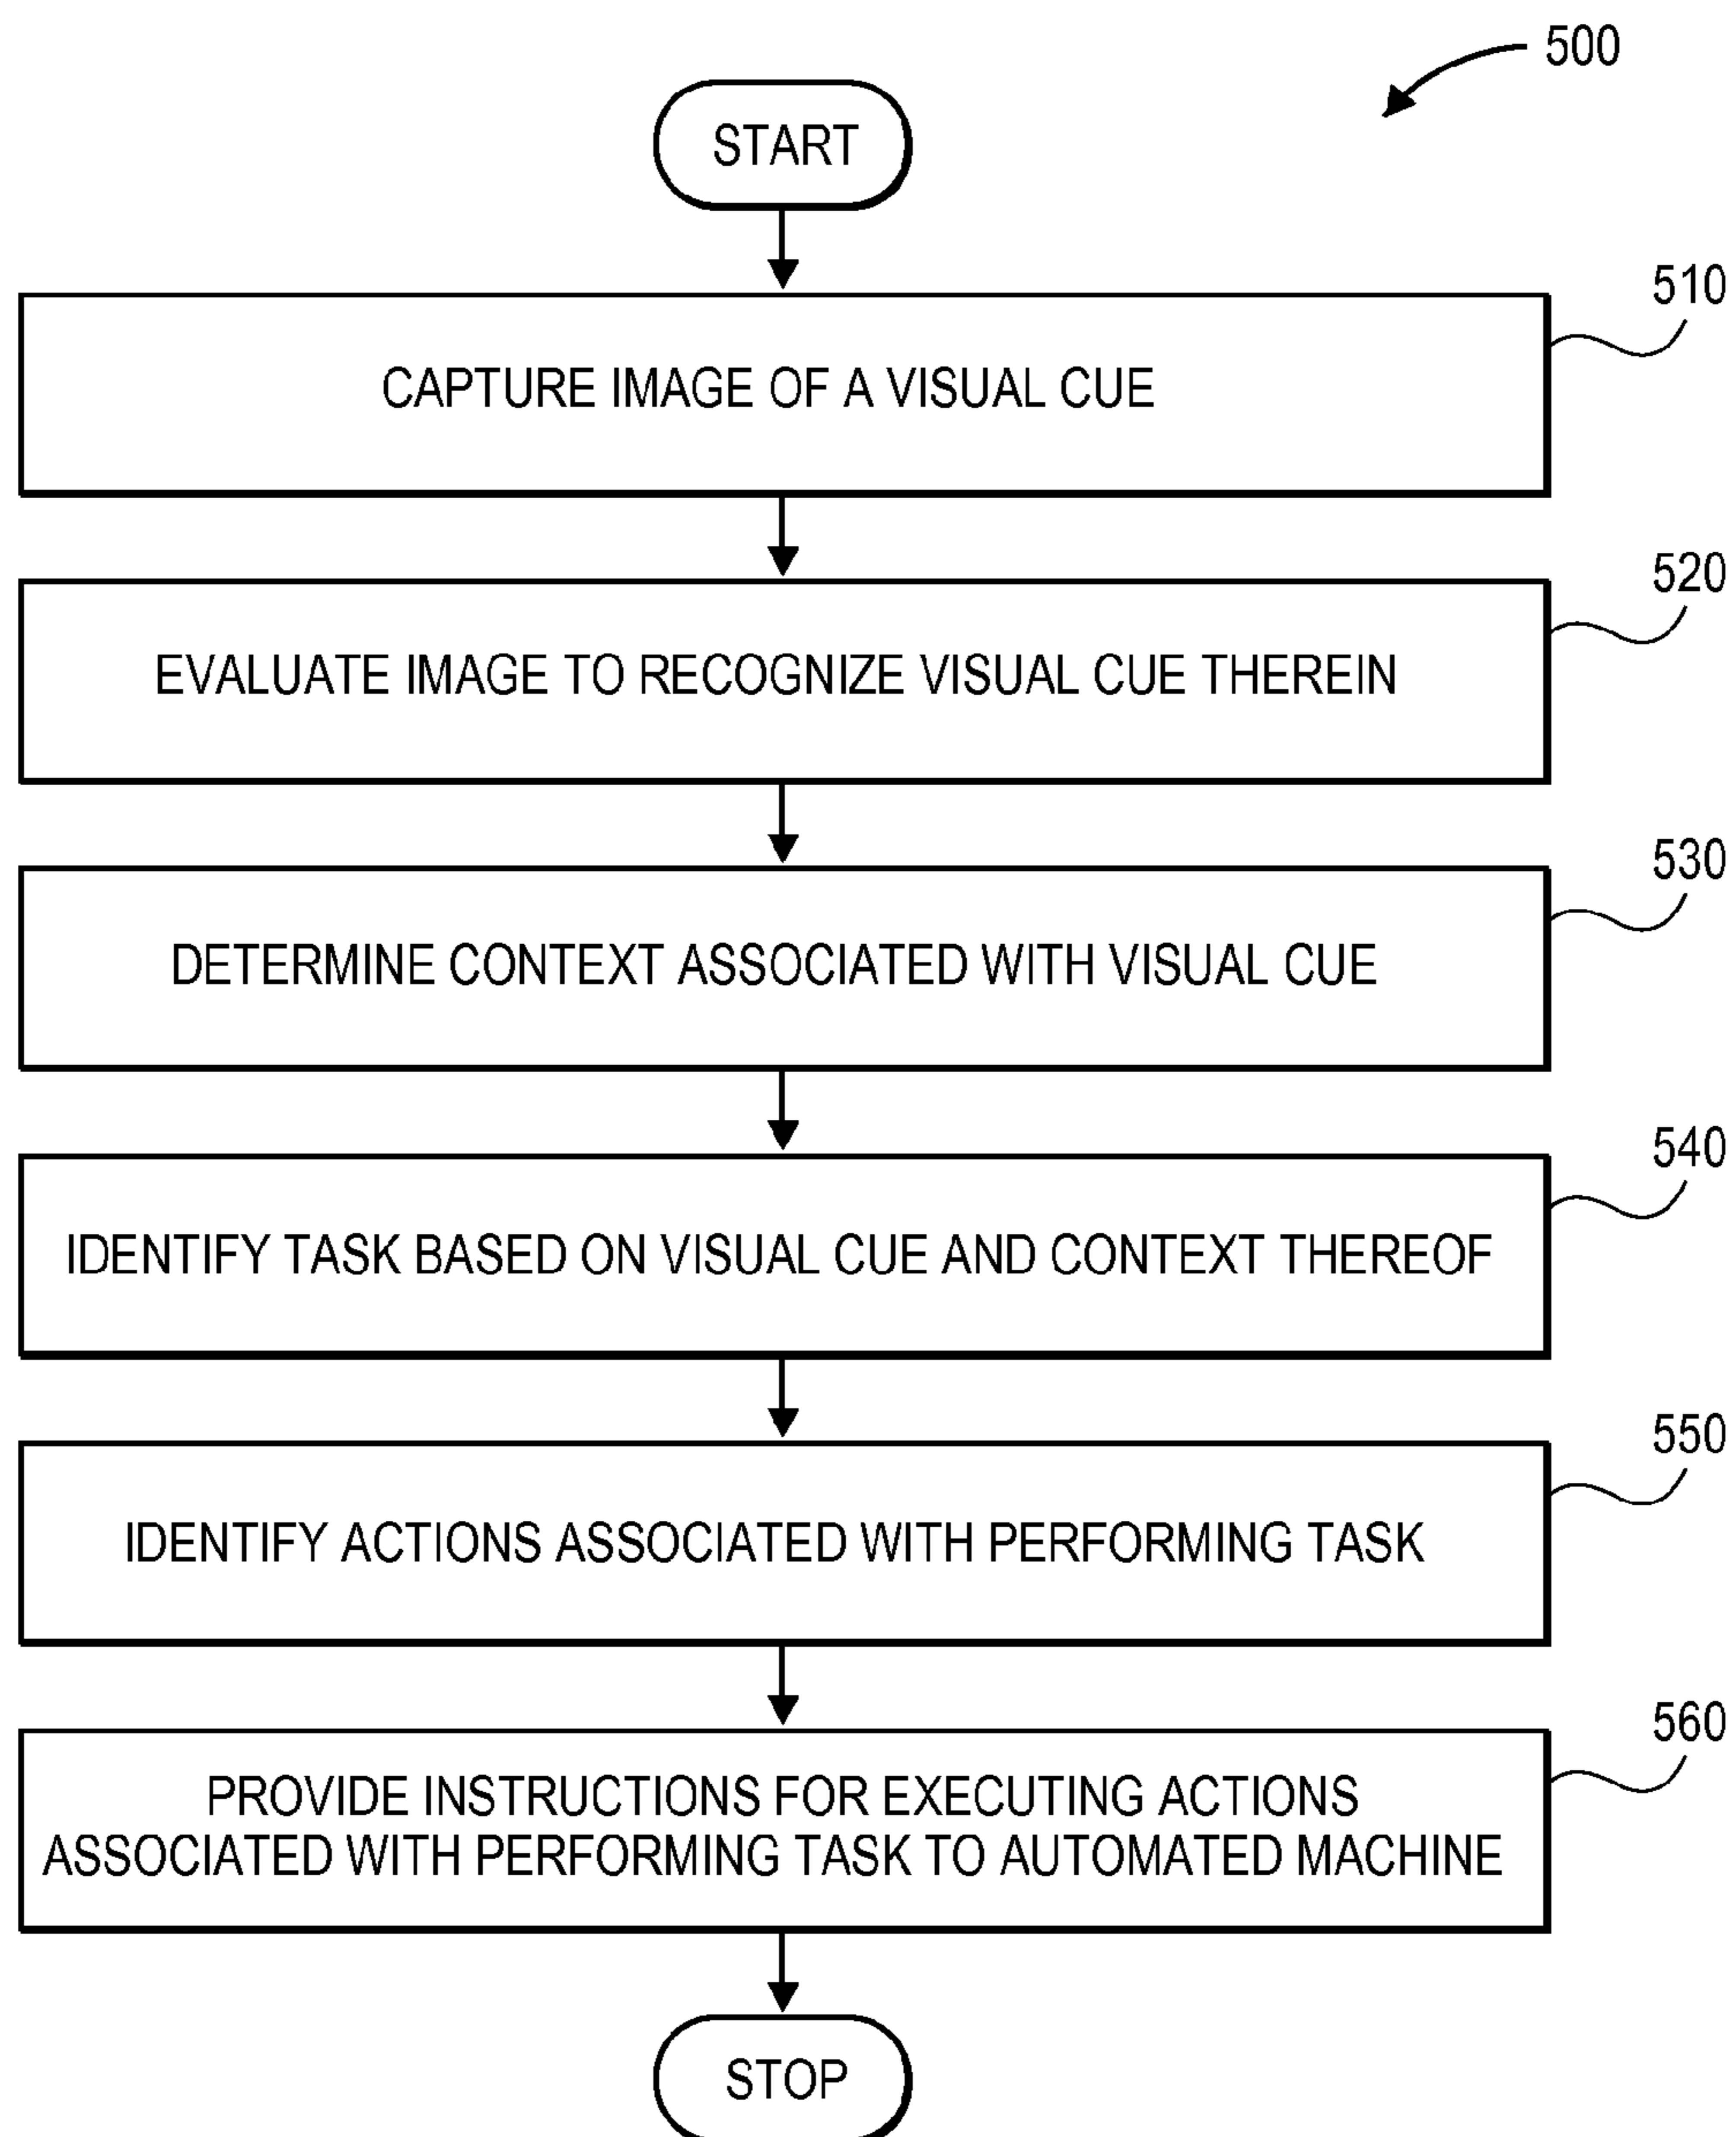 500
START
510
CAPTURE IMAGE OF A VISUAL CUE
520
EVALUATE IMAGE TO RECOGNIZE VISUAL CUE THEREIN
530
DETERMINE CONTEXT ASSOCIATED WITH VISUAL CUE
540
IDENTIFY TASK BASED ON VISUAL CUE AND CONTEXT THEREOF
550
IDENTIFY ACTIONS ASSOCIATED WITH PERFORMING TASK
560
PROVIDE INSTRUCTIONS FOR EXECUTING ACTIONS
ASSOCIATED WITH PERFORMING TASK TO AUTOMATED MACHINE
STOP